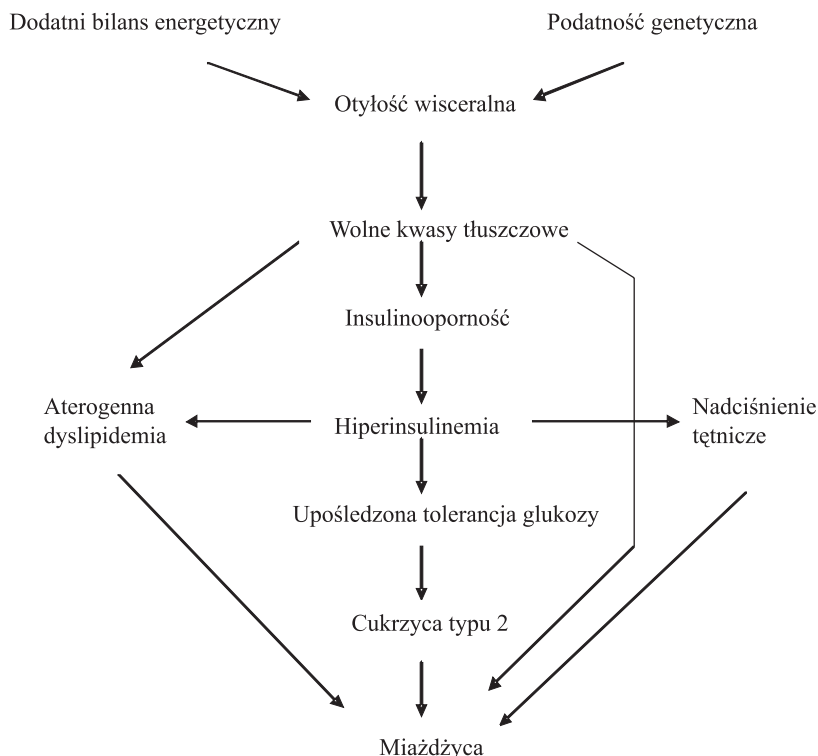 Dodatni bilans energetyczny
Podatność genetyczna
Otyłość wisceralna
Wolne kwasy tłuszczowe
Insulinooporność
Aterogenna
dyslipidemia
Hiperinsulinemia
Nadciśnienie
tętnicze
Upośledzona tolerancja glukozy
Cukrzyca typu 2
Miażdżyca